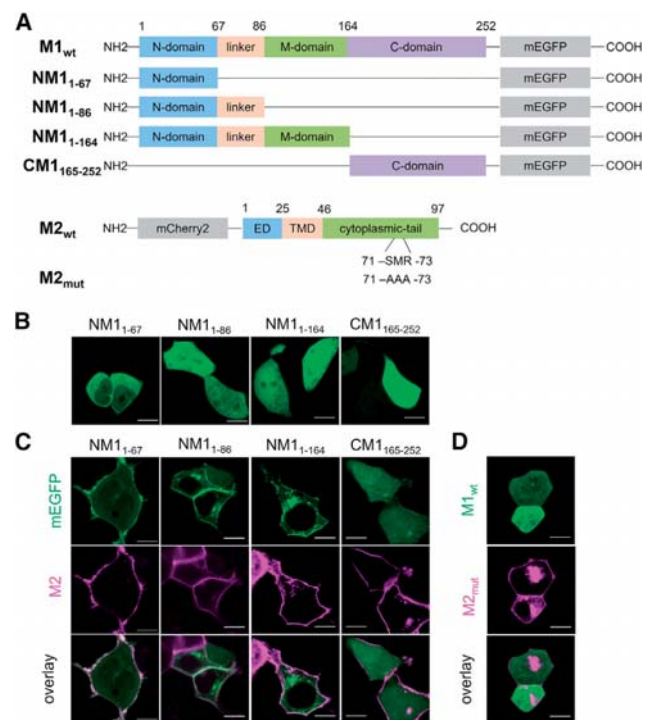 A
1 67 86 164 252
M1wt NH2 N-domain linker M-domain C-domain mEGFP COOH
NM11-67 NH2 N-domain mEGFP COOH
NM11-86 NH2 N-domain linker mEGFP COOH
NM11-164 NH2 N-domain linker M-domain mEGFP COOH
CM1165-252 NH2 C-domain mEGFP COOH
1 25 46 97
M2wt NH2 mCherry2 ED TMD cytoplasmic-tail COOH
71 –SMR -73
M2mut 71 –AAA -73
B
NM11-67 NM11-86 NM11-164 CM1165-252
C
NM11-67 NM11-86 NM11-164 CM1165-252
mEGFP
M2
overlay
D
M1wt
M2mut
overlay